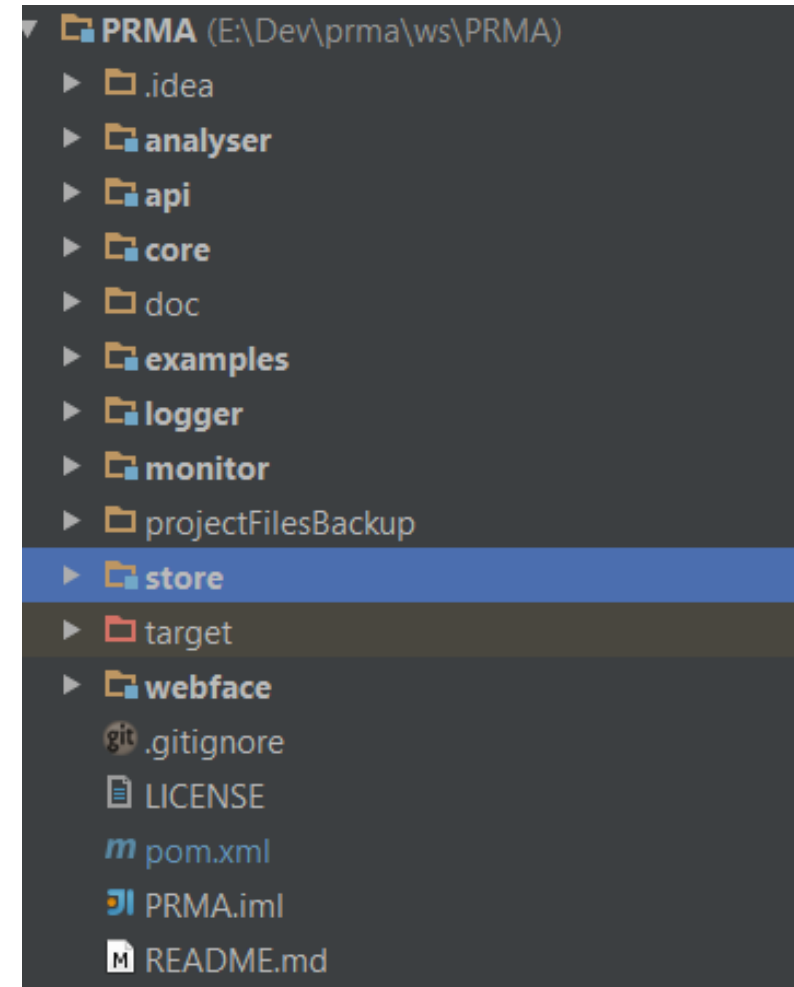 PRMA (E:\Dev\prma\ws\PRMA)
.idea
analyser
api
core
doc
examples
logger
monitor
projectFilesBackup
store
target
webface
git .gitignore
LICENSE
m pom.xml
PRMA.iml
M README.md